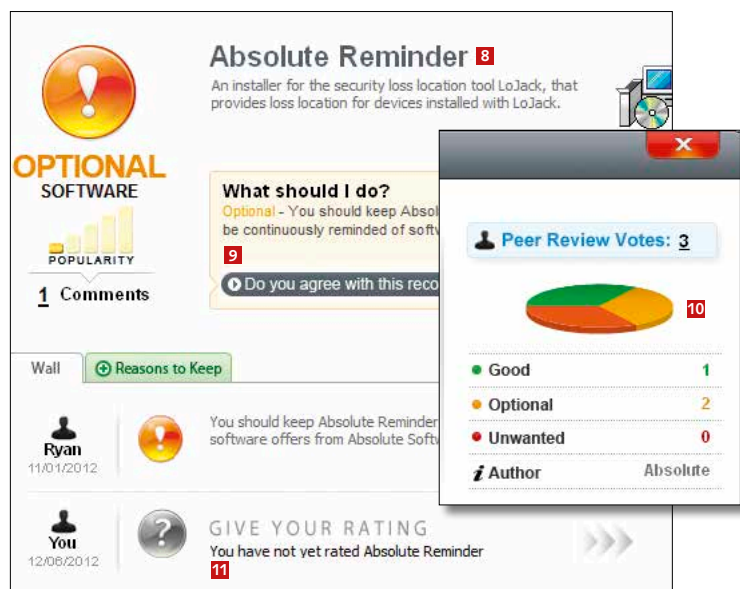 Absolute Reminder 8
An installer for the security loss location tool LoJack, that
provides loss location for devices installed with LoJack.
OPTIONAL
SOFTWARE
POPULARITY
1 Comments
What should I do?
Optional - You should keep
be continuously reminded of
9
Do you agree with this
X
Peer Review Votes: 3
10
Good 1
Optional 2
Unwanted 0
i Author Absolute
Wall
Reasons to Keep
Ryan
11/01/2012
You should keep Absolute Reminder
software offers from Absolute
You
12/06/2012
GIVE YOUR RATING
You have not yet rated Absolute Reminder
11